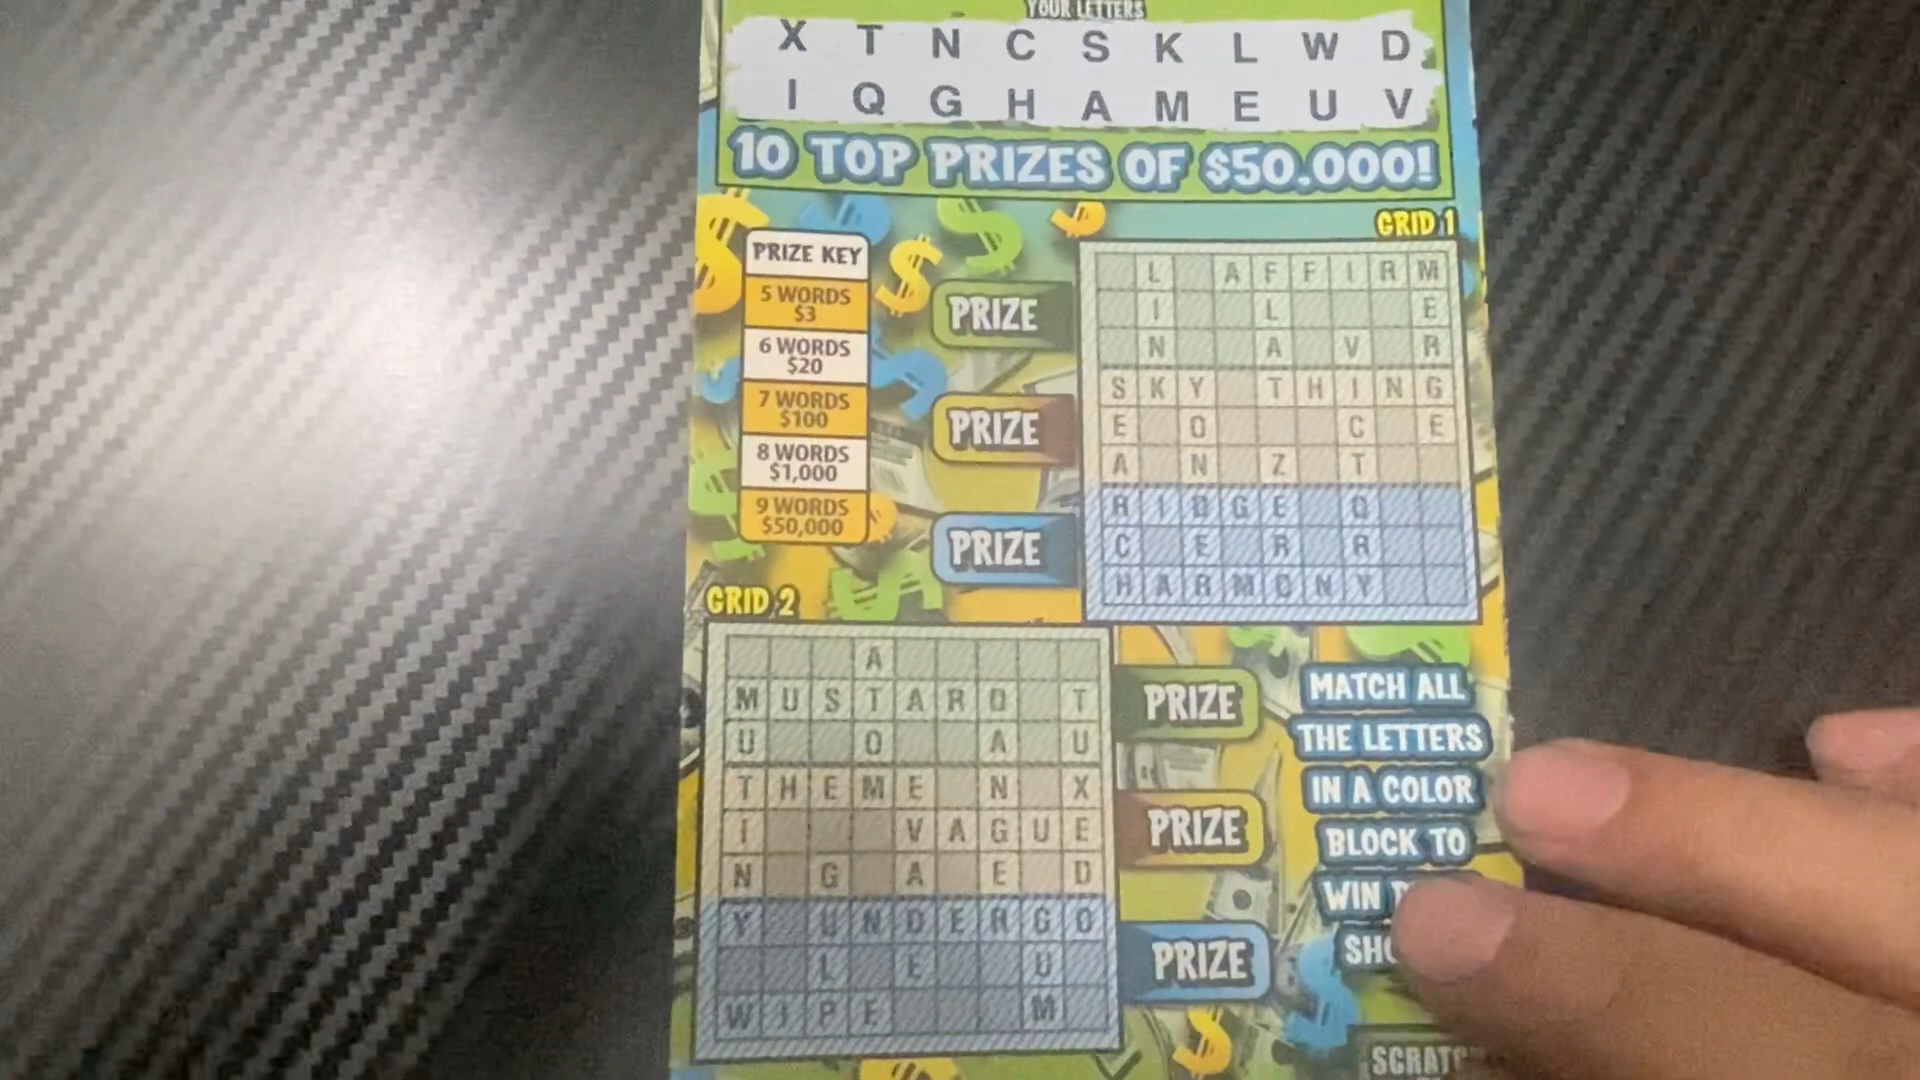 YOUR LETTERS
X T N C S K L W D
I Q G H A M E U V
10 TOP PRIZES OF $50,000!
GRID 1
PRIZE KEY
5 WORDS
$3
6 WORDS
$20
7 WORDS
$100
8 WORDS
$1,000
9 WORDS
$50,000
PRIZE
PRIZE
PRIZE
L A F F I R M
I L E
N A V R
S K Y T H I N G
E O C E
A N Z T
R I D G E O
C E R R
H A R M O N Y
GRID 2
A
M U S T A R D T
U O A U
T H E M E N X
I V A G U E
N G A E D
Y U N D E R G O
L E U
W I P E M
PRIZE
PRIZE
PRIZE
MATCH ALL
THE LETTERS
IN A COLOR
BLOCK TO
WIN